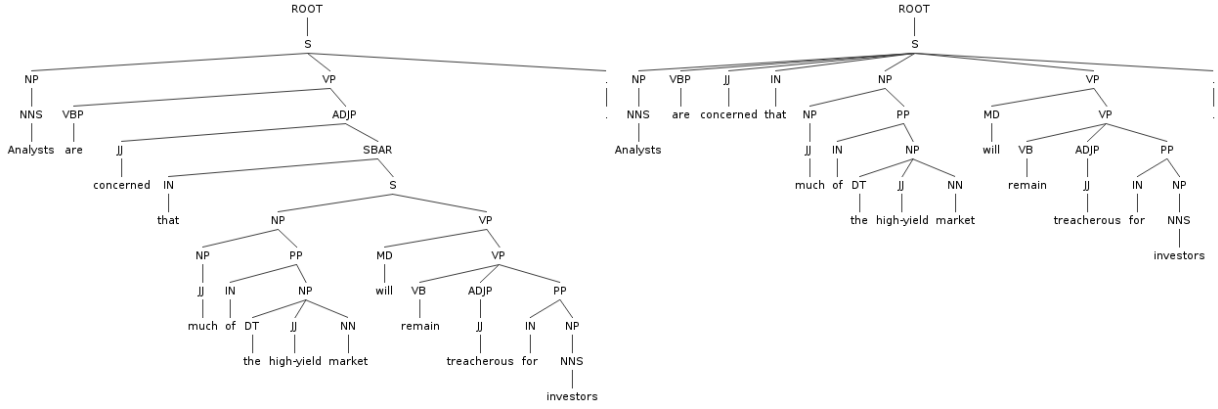 ROOT
S
NP VP
NNS VBP ADJP
Analysts are JJ SBAR
concerned IN S
that NP VP
NP PP MD VP
JJ IN NP will VB ADJP PP
much of DT JJ NN remain JJ IN NP
the high-yield market treacherous for NNS
investors
ROOT
S
NP VBP JJ IN NP VP
NNS are concerned that NP PP MD VP
Analysts JJ IN NP will VB ADJP PP
much of DT JJ NN remain JJ IN NP
the high-yield market treacherous for NNS
investors